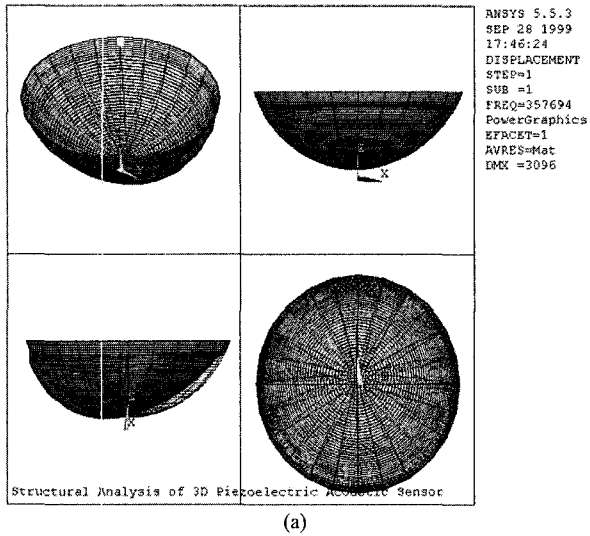 ANSYS 5.5.3
SEP 28 1999
17:46:24
DISPLACEMENT
STEP=1
SUB =1
FREQ=357694
PowerGraphics
EFACET=1
AVRES=Mat
DMX =3096
X
X
Structural Analysis of 3D Piezoelectric Acoustic Sensor
(a)